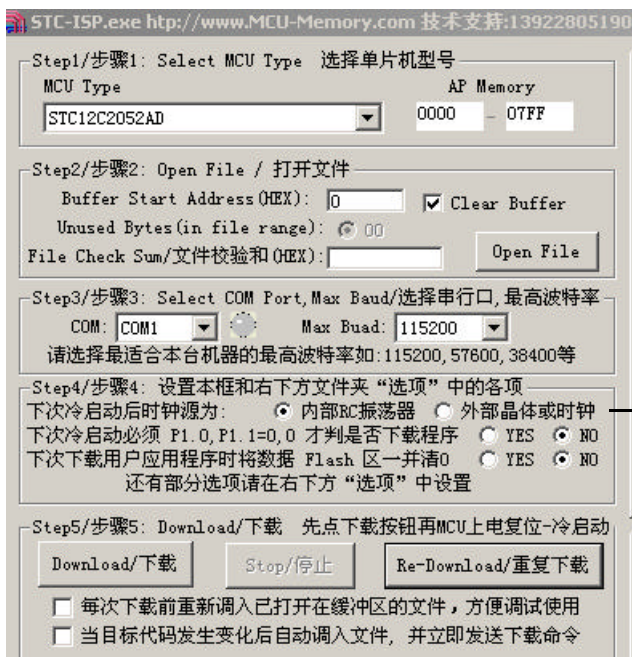 STC-ISP.exe htp://www.MCU-Memory.com 技术支持:13922805190
Step1/步骤1: Select MCU Type 选择单片机型号
MCU Type AP Memory
STC12C2052AD 0000 - 07FF
Step2/步骤2: Open File / 打开文件
Buffer Start Address(HEX): 0 Clear Buffer
Unused Bytes(in file range): 00
File Check Sum/文件校验和(HEX): Open File
Step3/步骤3: Select COM Port,Max Baud/选择串行口,最高波特率
COM: COM1 Max Buad: 115200
请选择最适合本台机器的最高波特率如:115200,57600,38400等
Step4/步骤4: 设置本框和右下方文件夹“选项”中的各项
下次冷启动后时钟源为: 内部RC振荡器 外部晶体或时钟
下次冷启动必须 P1.0,P1.1=0,0 才判是否下载程序 YES NO
下次下载用户应用程序时将数据 Flash 区一并清0 YES NO
还有部分选项请在右下方“选项”中设置
Step5/步骤5: Download/下载 先点下载按钮再MCU上电复位-冷启动
Download/下载 Stop/停止 Re-Download/重复下载
每次下载前重新调入已打开在缓冲区的文件，方便调试使用
当目标代码发生变化后自动调入文件, 并立即发送下载命令